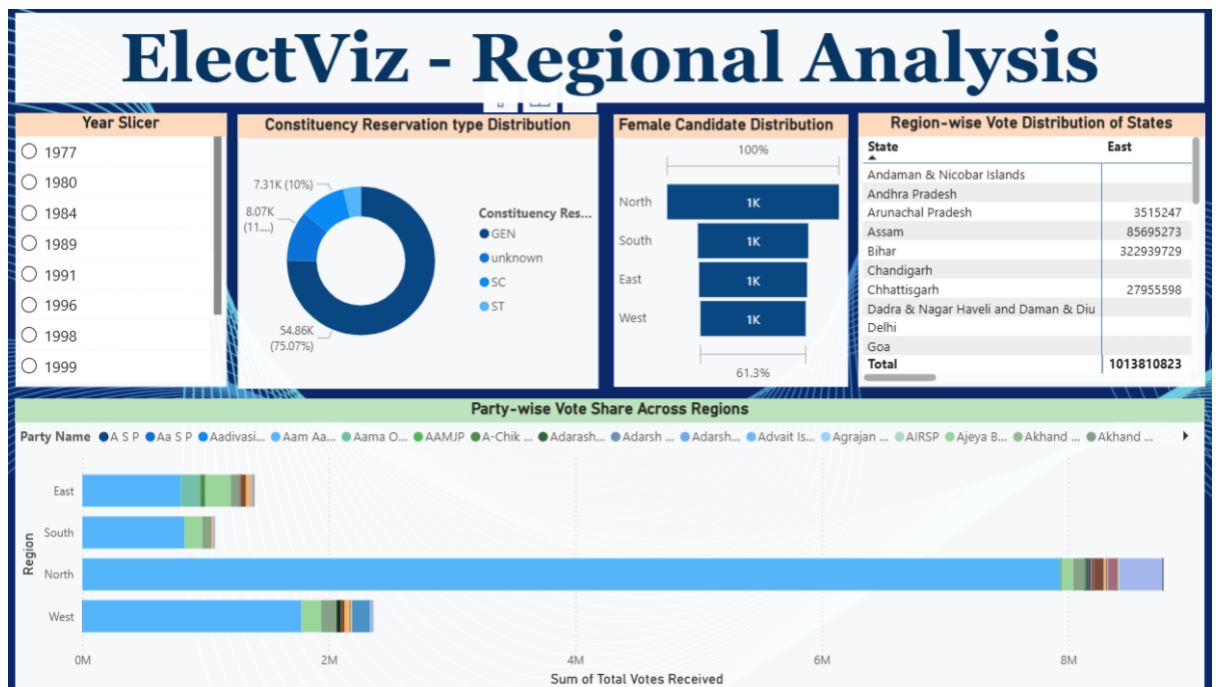 ElectViz - Regional Analysis
Year Slicer
1977
1980
1984
1989
1991
1996
1998
1999
Constituency Reservation type Distribution
7.31K (10%)
8.07K
(11....)
54.86K
(75.07%)
Constituency Res...
GEN
unknown
SC
ST
Female Candidate Distribution
100%
North 1K
South 1K
East 1K
West 1K
61.3%
Region-wise Vote Distribution of States
State East
Andaman & Nicobar Islands
Andhra Pradesh
Arunachal Pradesh 3515247
Assam 85695273
Bihar 322939729
Chandigarh
Chhattisgarh 27955598
Dadra & Nagar Haveli and Daman & Diu
Delhi
Goa
Total 1013810823
Party-wise Vote Share Across Regions
Party Name A S P Aa S P Aadivasi... Aam Aa... Aama O... AAMJP A-Chik ... Adarash... Adarsh ... Adarsh... Advait Is... Agrajan ... AIRSP Ajeya B... Akhand ... Akhand ...
Region
East
South
North
West
0M 2M 4M 6M 8M
Sum of Total Votes Received